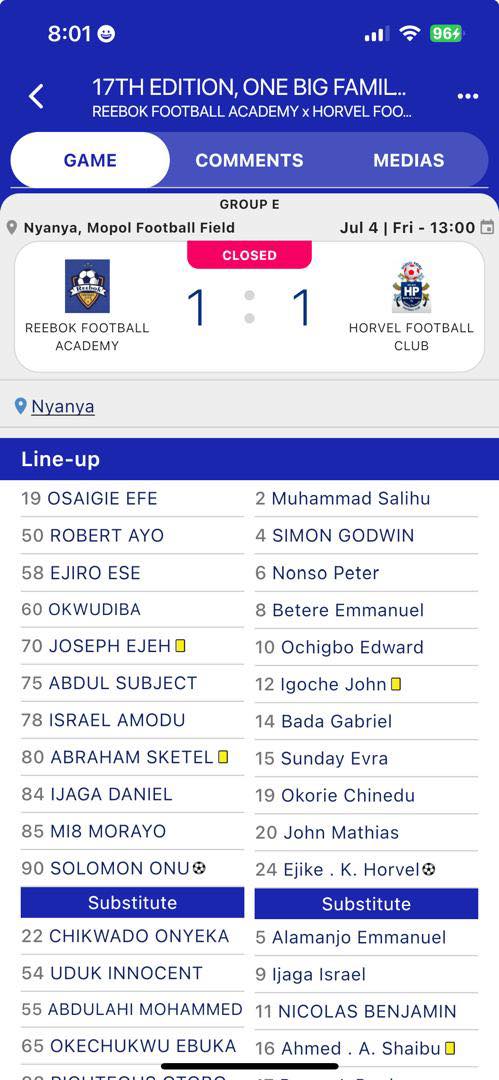 8:01
96
17TH EDITION, ONE BIG FAMIL...
REEBOK FOOTBALL ACADEMY x HORVEL FOO...
GAME
COMMENTS
MEDIAS
GROUP E
Nyanya, Mopol Football Field
Jul 4 | Fri - 13:00
CLOSED
Reebok
HP
1 : 1
REEBOK FOOTBALL
ACADEMY
HORVEL FOOTBALL
CLUB
Nyanya
Line-up
19 OSAIGIE EFE
2 Muhammad Salihu
50 ROBERT AYO
4 SIMON GODWIN
58 EJIRO ESE
6 Nonso Peter
60 OKWUDIBA
8 Betere Emmanuel
70 JOSEPH EJEH
10 Ochigbo Edward
75 ABDUL SUBJECT
12 Igoche John
78 ISRAEL AMODU
14 Bada Gabriel
80 ABRAHAM SKETEL
15 Sunday Evra
84 IJAGA DANIEL
19 Okorie Chinedu
85 MI8 MORAYO
20 John Mathias
90 SOLOMON ONU
24 Ejike . K. Horvel
Substitute
Substitute
22 CHIKWADO ONYEKA
5 Alamanjo Emmanuel
54 UDUK INNOCENT
9 Ijaga Israel
55 ABDULAHI MOHAMMED
11 NICOLAS BENJAMIN
65 OKECHUKWU EBUKA
16 Ahmed . A. Shaibu